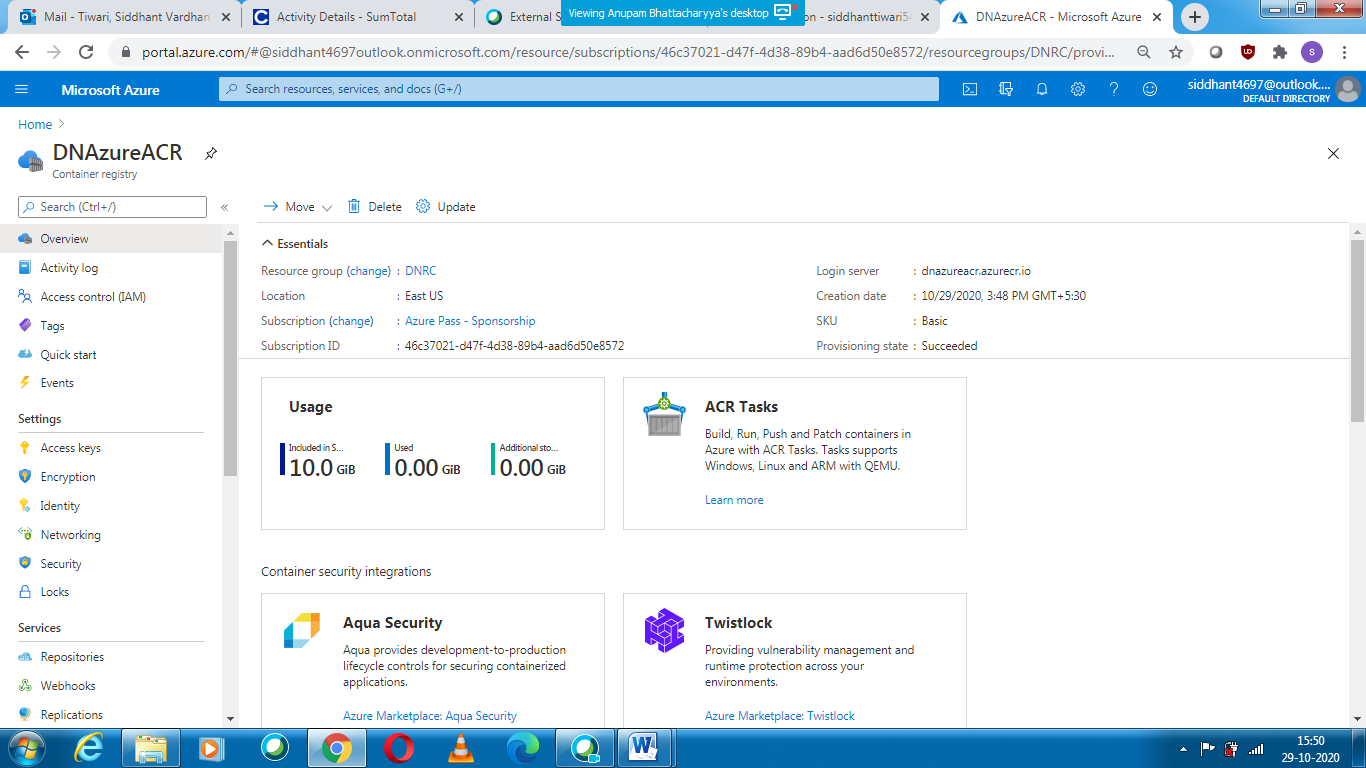 Mail - Tiwari, Siddhant Vardhan
Activity Details - SumTotal
External S
Viewing Anupam Bhattacharyya's desktop
on - siddhanttiwari54
DNAzureACR - Microsoft Azure
portal.azure.com/#@siddhant4697outlook.onmicrosoft.com/resource/subscriptions/46c37021-d47f-4d38-89b4-aad6d50e8572/resourcegroups/DNRC/provi...
S
Microsoft Azure
Search resources, services, and docs (G+/)
siddhant4697@outlook....
DEFAULT DIRECTORY
Home
DNAzureACR
Container registry
Search (Ctrl+/)
«
Move
Delete
Update
Overview
Activity log
Access control (IAM)
Tags
Quick start
Events
Settings
Access keys
Encryption
Identity
Networking
Security
Locks
Services
Repositories
Webhooks
Replications
Essentials
Resource group (change) : DNRC
Location : East US
Subscription (change) : Azure Pass - Sponsorship
Subscription ID : 46c37021-d47f-4d38-89b4-aad6d50e8572
Login server : dnazureacr.azurecr.io
Creation date : 10/29/2020, 3:48 PM GMT+5:30
SKU : Basic
Provisioning state : Succeeded
Usage
Included in S...
10.0 GiB
Used
0.00 GiB
Additional sto...
0.00 GiB
ACR Tasks
Build, Run, Push and Patch containers in
Azure with ACR Tasks. Tasks supports
Windows, Linux and ARM with QEMU.
Learn more
Container security integrations
Aqua Security
Aqua provides development-to-production
lifecycle controls for securing containerized
applications.
Azure Marketplace: Aqua Security
Twistlock
Providing vulnerability management and
runtime protection across your
environments.
Azure Marketplace: Twistlock
15:50
29-10-2020